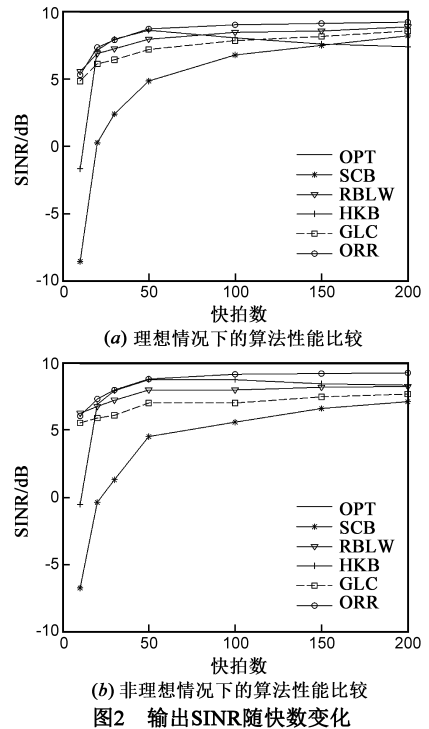 10
5
0
-5
-10
SINR/dB
OPT
SCB
RBLW
HKB
GLC
ORR
0 50 100 150 200
快拍数
(a) 理想情况下的算法性能比较
10
5
0
-5
-10
SINR/dB
OPT
SCB
RBLW
HKB
GLC
ORR
0 50 100 150 200
快拍数
(b) 非理想情况下的算法性能比较
图2 输出SINR随快数变化